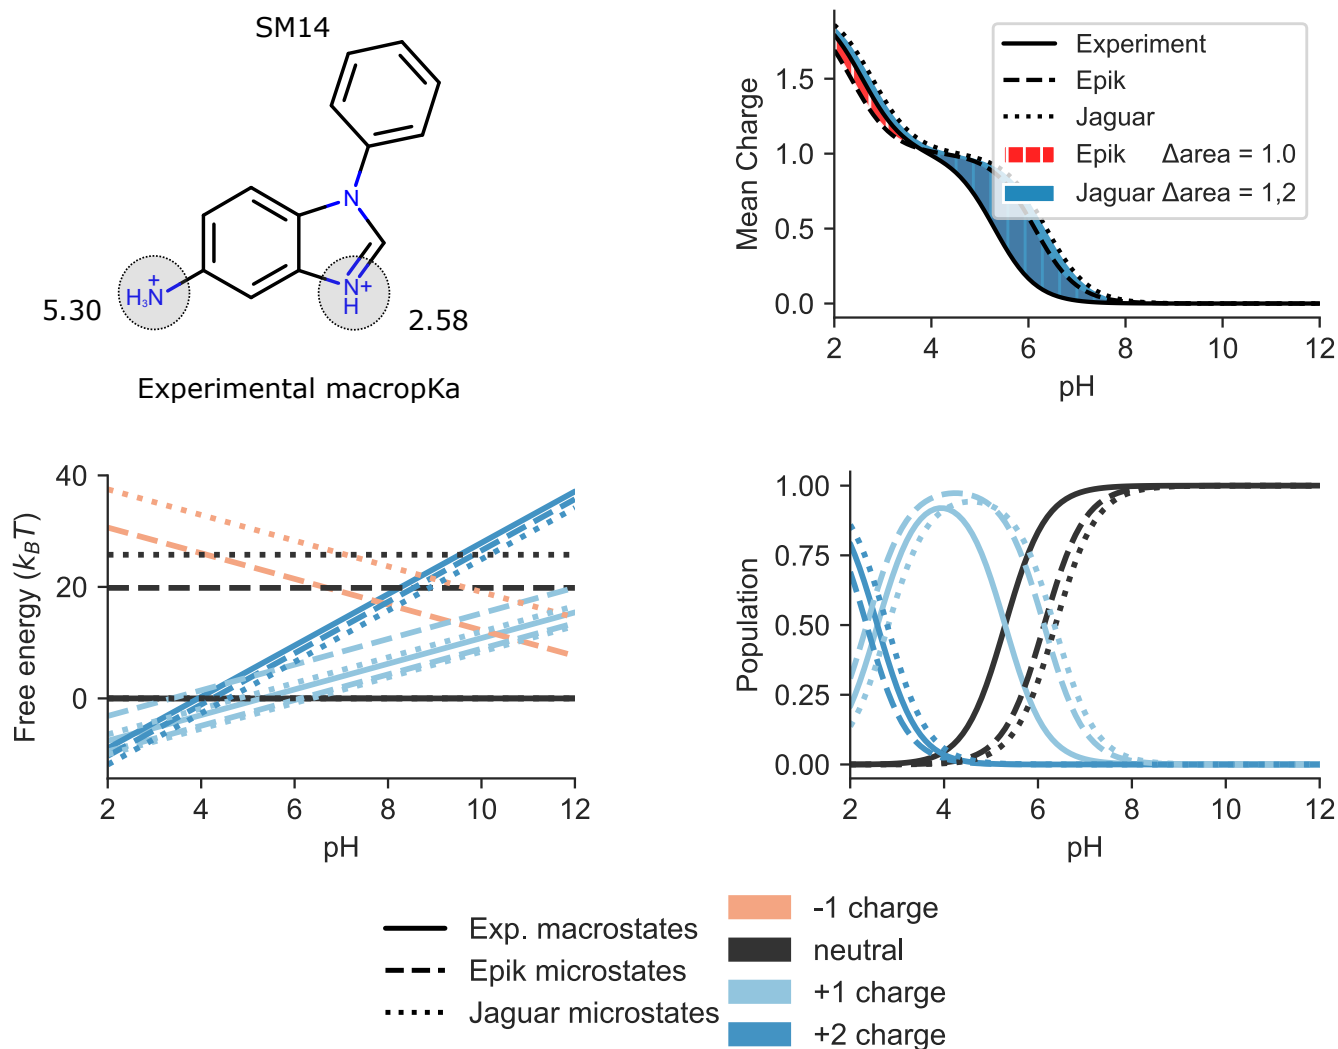 SM14
N
N+
H
H₃N+
5.30
2.58
Experimental macropKa
Mean Charge
1.5
1.0
0.5
0.0
2 4 6 8 10 12
pH
Experiment
Epik
Jaguar
Epik Δarea = 1.0
Jaguar Δarea = 1,2
Free energy (k_BT)
40
20
0
2 4 6 8 10 12
pH
Population
1.00
0.75
0.50
0.25
0.00
2 4 6 8 10 12
pH
Exp. macrostates
Epik microstates
Jaguar microstates
-1 charge
neutral
+1 charge
+2 charge